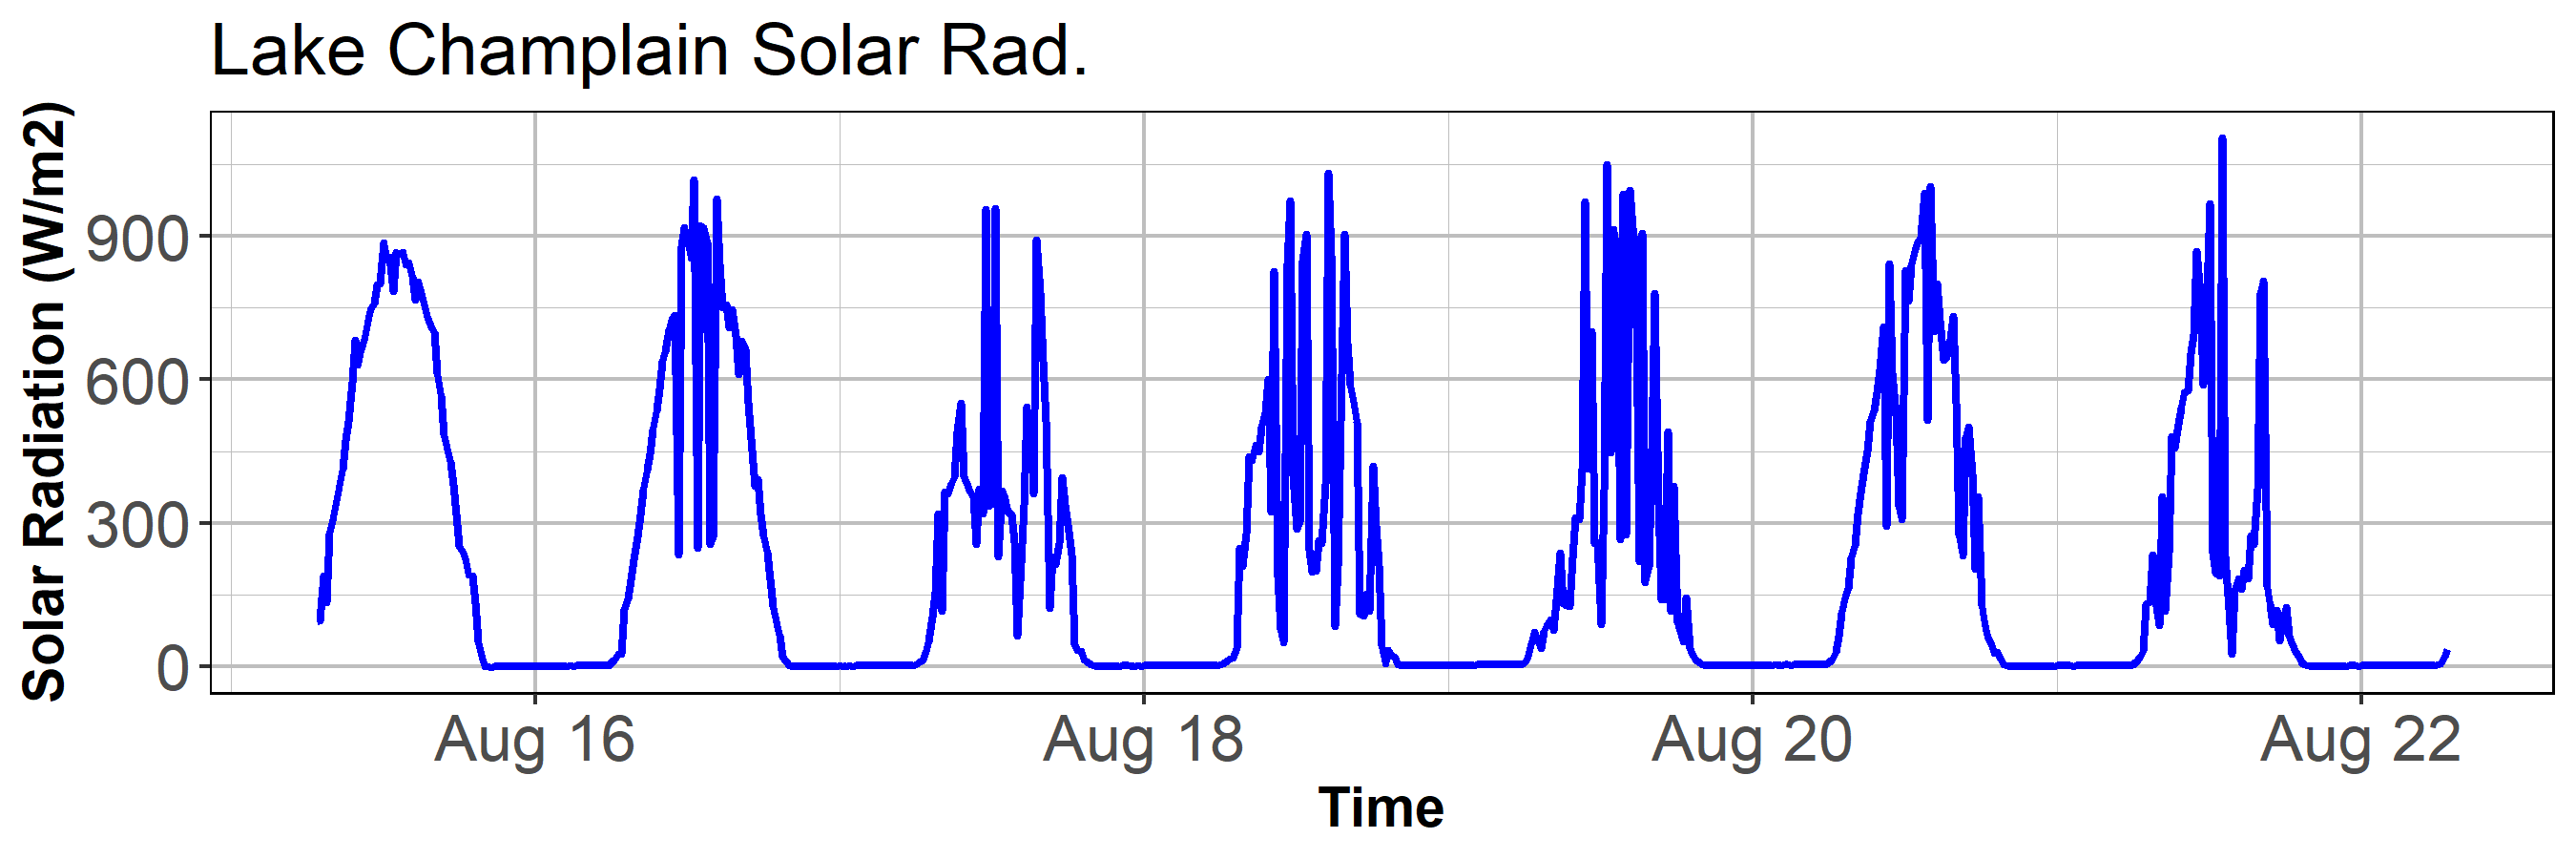 Lake Champlain Solar Rad.
Solar Radiation (W/m2)
900
600
300
0
Aug 16 Aug 18 Aug 20 Aug 22
Time